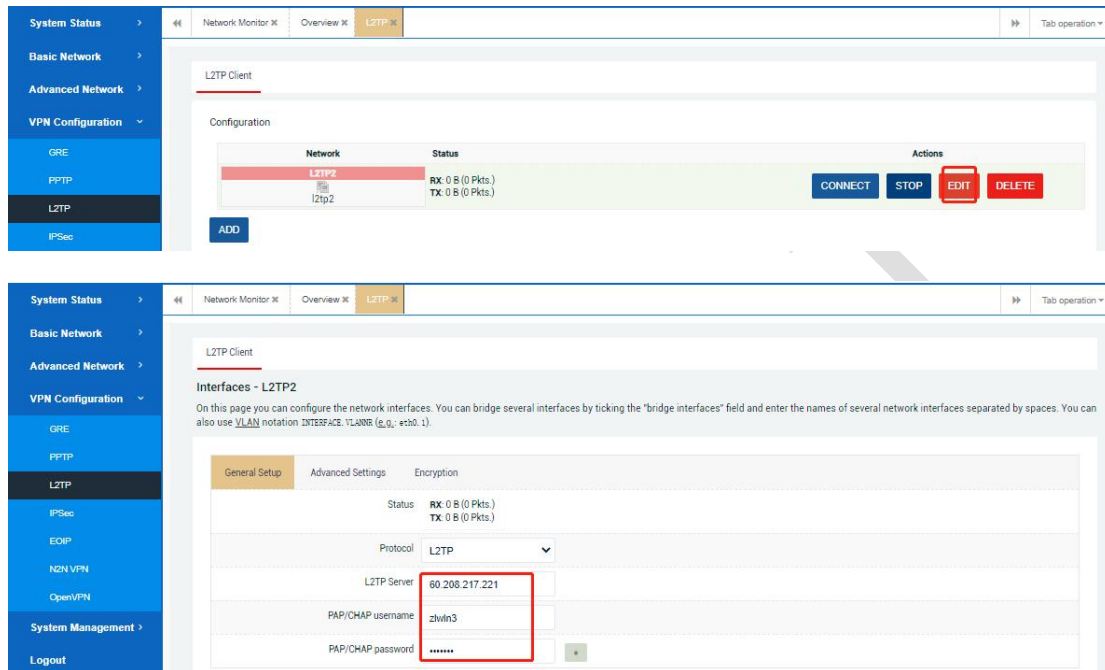 System Status
Network Monitor
Overview
L2TP
Tab operation
Basic Network
L2TP Client
Advanced Network
VPN Configuration
Configuration
Network
Status
Actions
GRE
L2TP2
PPTP
RX: 0 B (0 Pkts.)
TX: 0 B (0 Pkts.)
l2tp2
CONNECT
STOP
EDIT
DELETE
L2TP
ADD
IPSec
System Status
Network Monitor
Overview
L2TP
Tab operation
Basic Network
L2TP Client
Advanced Network
Interfaces - L2TP2
VPN Configuration
On this page you can configure the network interfaces. You can bridge several interfaces by ticking the "bridge interfaces" field and enter the names of several network interfaces separated by spaces. You can
also use VLAN notation INTERFACE.VLANNR (e.g.: eth0.1).
GRE
PPTP
General Setup
Advanced Settings
Encryption
L2TP
Status
RX: 0 B (0 Pkts.)
TX: 0 B (0 Pkts.)
IPSec
EOIP
Protocol
L2TP
N2N VPN
L2TP Server
60.208.217.221
OpenVPN
PAP/CHAP username
zlwln3
System Management
PAP/CHAP password
•••••••
Logout